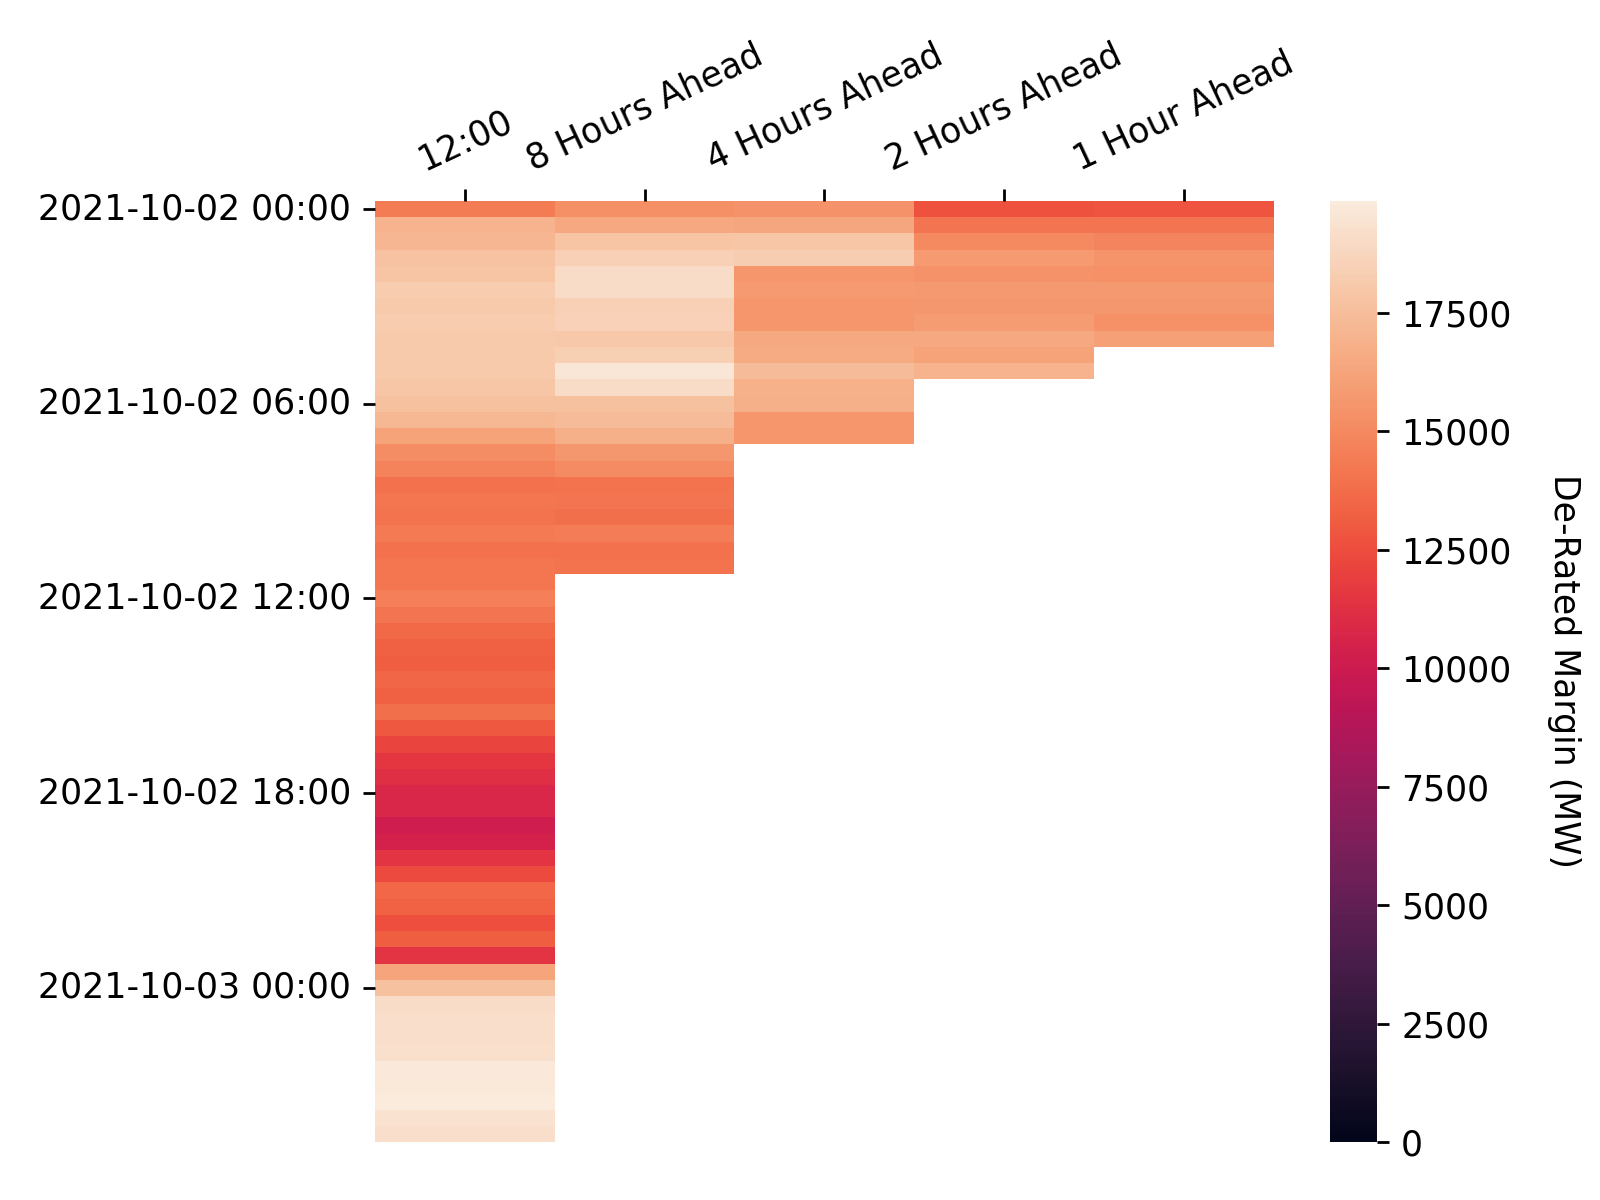 12:00
8 Hours Ahead
4 Hours Ahead
2 Hours Ahead
1 Hour Ahead
2021-10-02 00:00
2021-10-02 06:00
2021-10-02 12:00
2021-10-02 18:00
2021-10-03 00:00
17500
15000
12500
10000
7500
5000
2500
0
De-Rated Margin (MW)